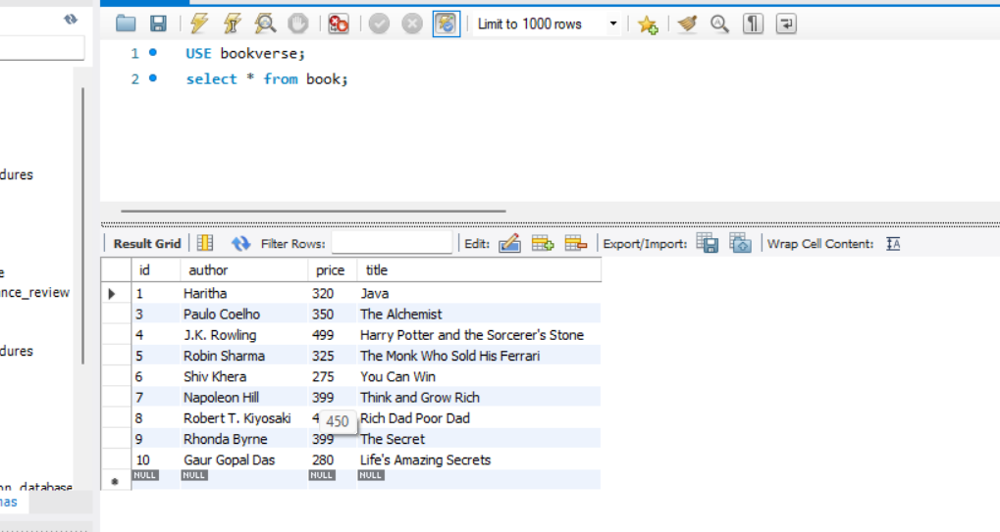 Limit to 1000 rows
1 USE bookverse;
2 select * from book;
dures
nce_review
dures
on_database
nas
Result Grid Filter Rows: Edit: Export/Import: Wrap Cell Content:
id author price title
1 Haritha 320 Java
3 Paulo Coelho 350 The Alchemist
4 J.K. Rowling 499 Harry Potter and the Sorcerer's Stone
5 Robin Sharma 325 The Monk Who Sold His Ferrari
6 Shiv Khera 275 You Can Win
7 Napoleon Hill 399 Think and Grow Rich
8 Robert T. Kiyosaki 450 Rich Dad Poor Dad
9 Rhonda Byrne 399 The Secret
10 Gaur Gopal Das 280 Life's Amazing Secrets
NULL NULL NULL NULL